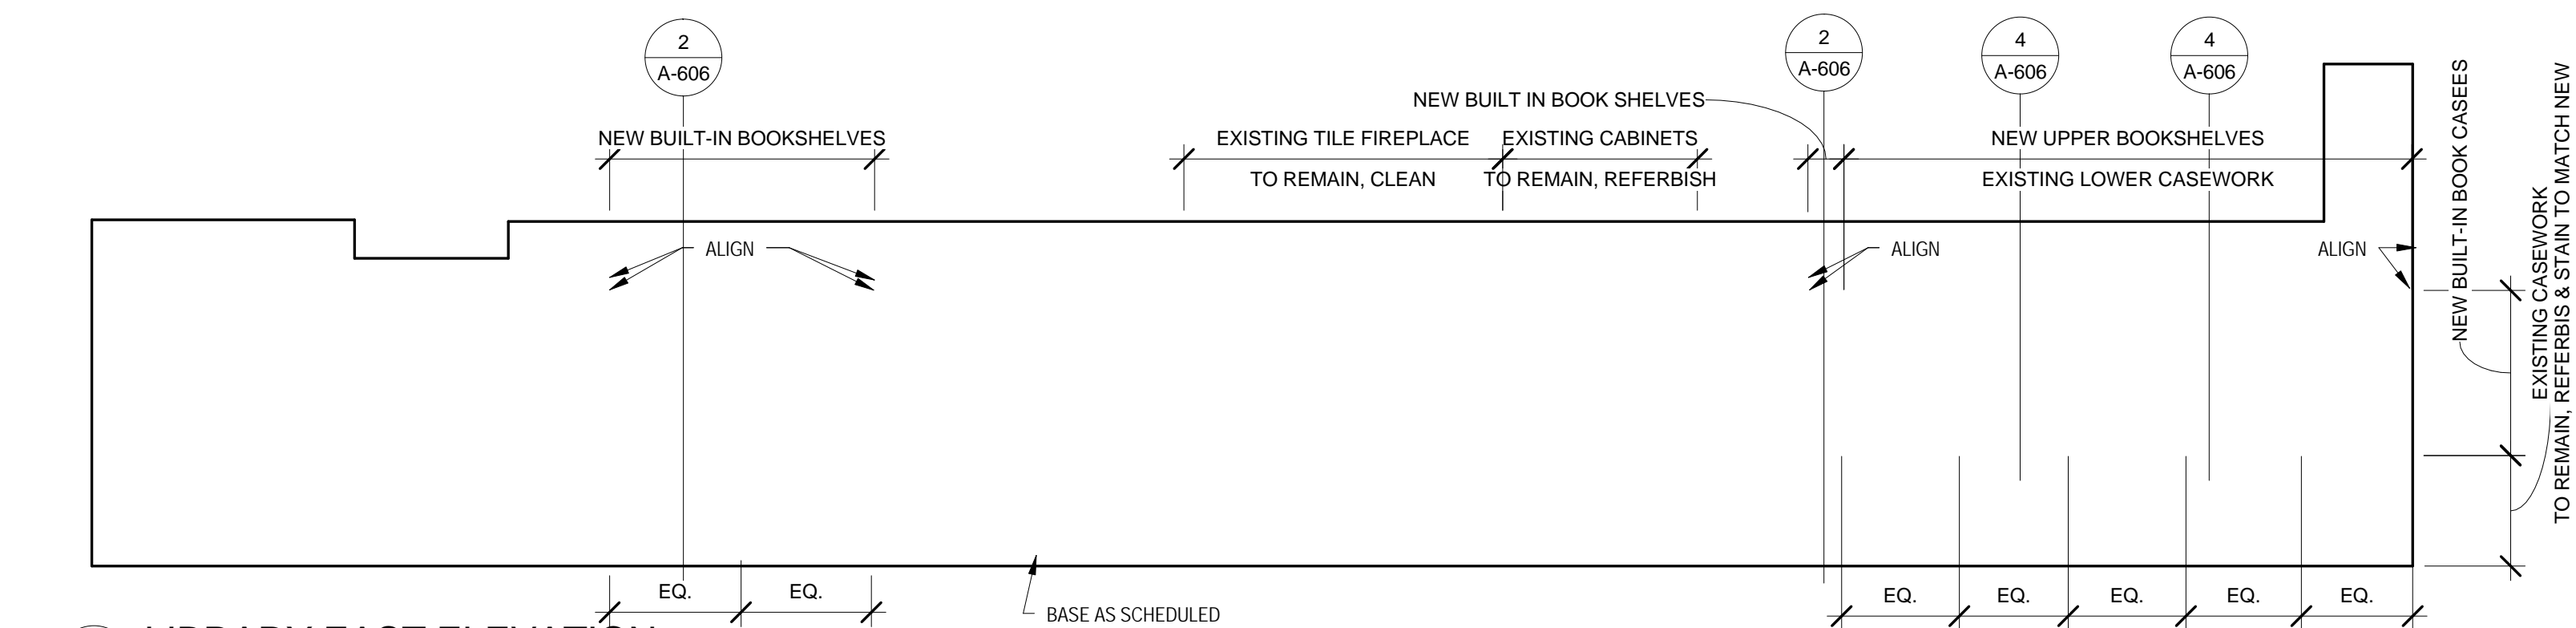 2
A-606
2
A-606
4
A-606
4
A-606
NEW BUILT IN BOOK SHELVES
NEW BUILT-IN BOOKSHELVES
EXISTING TILE FIREPLACE
TO REMAIN, CLEAN
EXISTING CABINETS
TO REMAIN, REFERBISH
NEW UPPER BOOKSHELVES
EXISTING LOWER CASEWORK
NEW BUILT-IN BOOK CASEES
EXISTING CASEWORK
TO REMAIN, REFERBIS & STAIN TO MATCH NEW
ALIGN
ALIGN
ALIGN
EQ.
EQ.
BASE AS SCHEDULED
EQ.
EQ.
EQ.
EQ.
EQ.
LIBRARY EAST ELEVATION